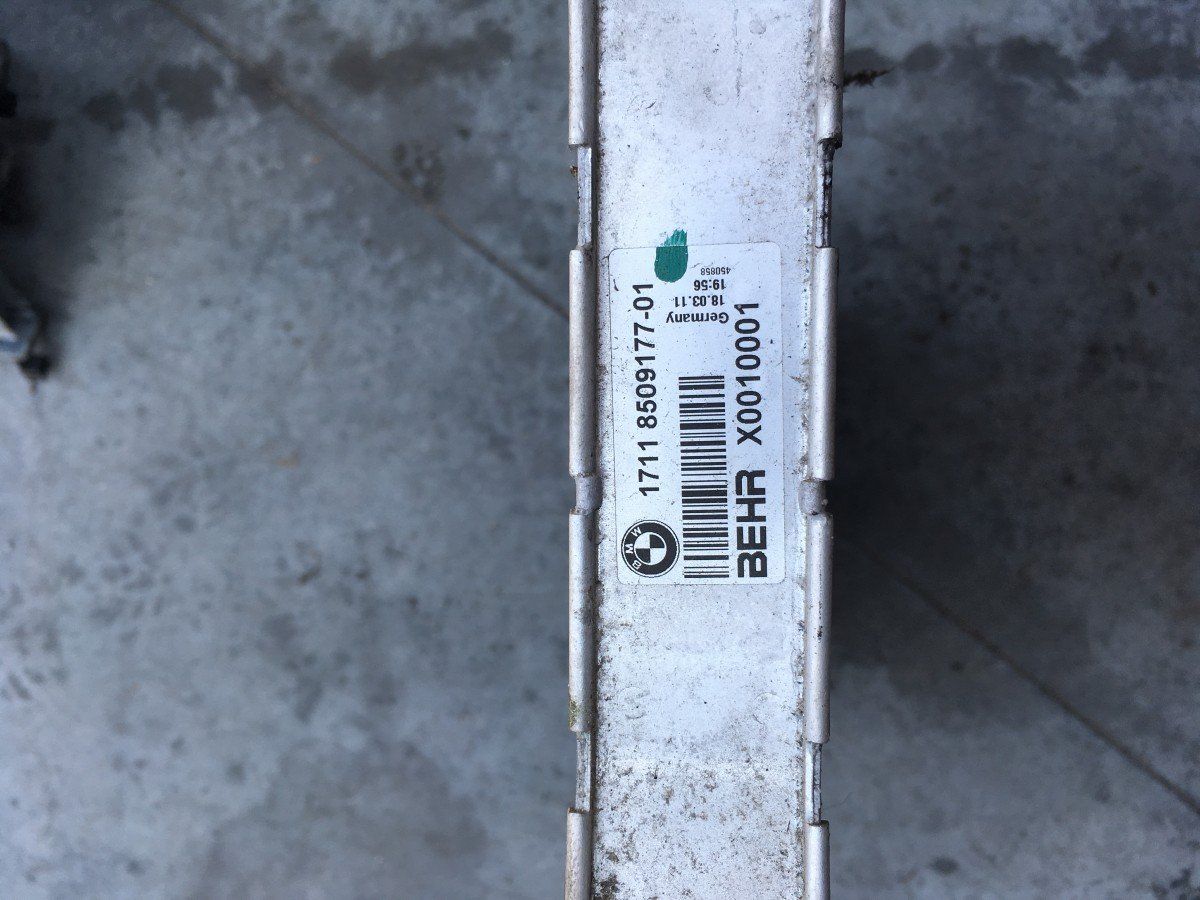 BMW
1711 8509177-01
Germany
18.03.11
19:56
450858
BEHR X0010001